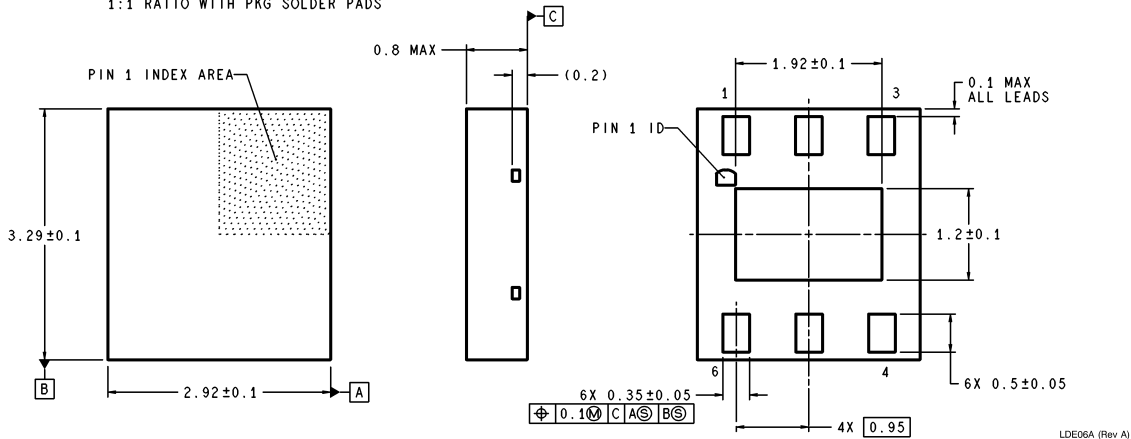 1:1 RATIO WITH PKG SOLDER PADS
C
0.8 MAX
(0.2)
PIN 1 INDEX AREA
1.92±0.1
0.1 MAX
ALL LEADS
1
3
PIN 1 ID
3.29±0.1
1.2±0.1
B
2.92±0.1
A
6
4
6X 0.35±0.05
6X 0.5±0.05
⌖ 0.1Ⓜ C AⓈ BⓈ
4X 0.95
LDE06A (Rev A)